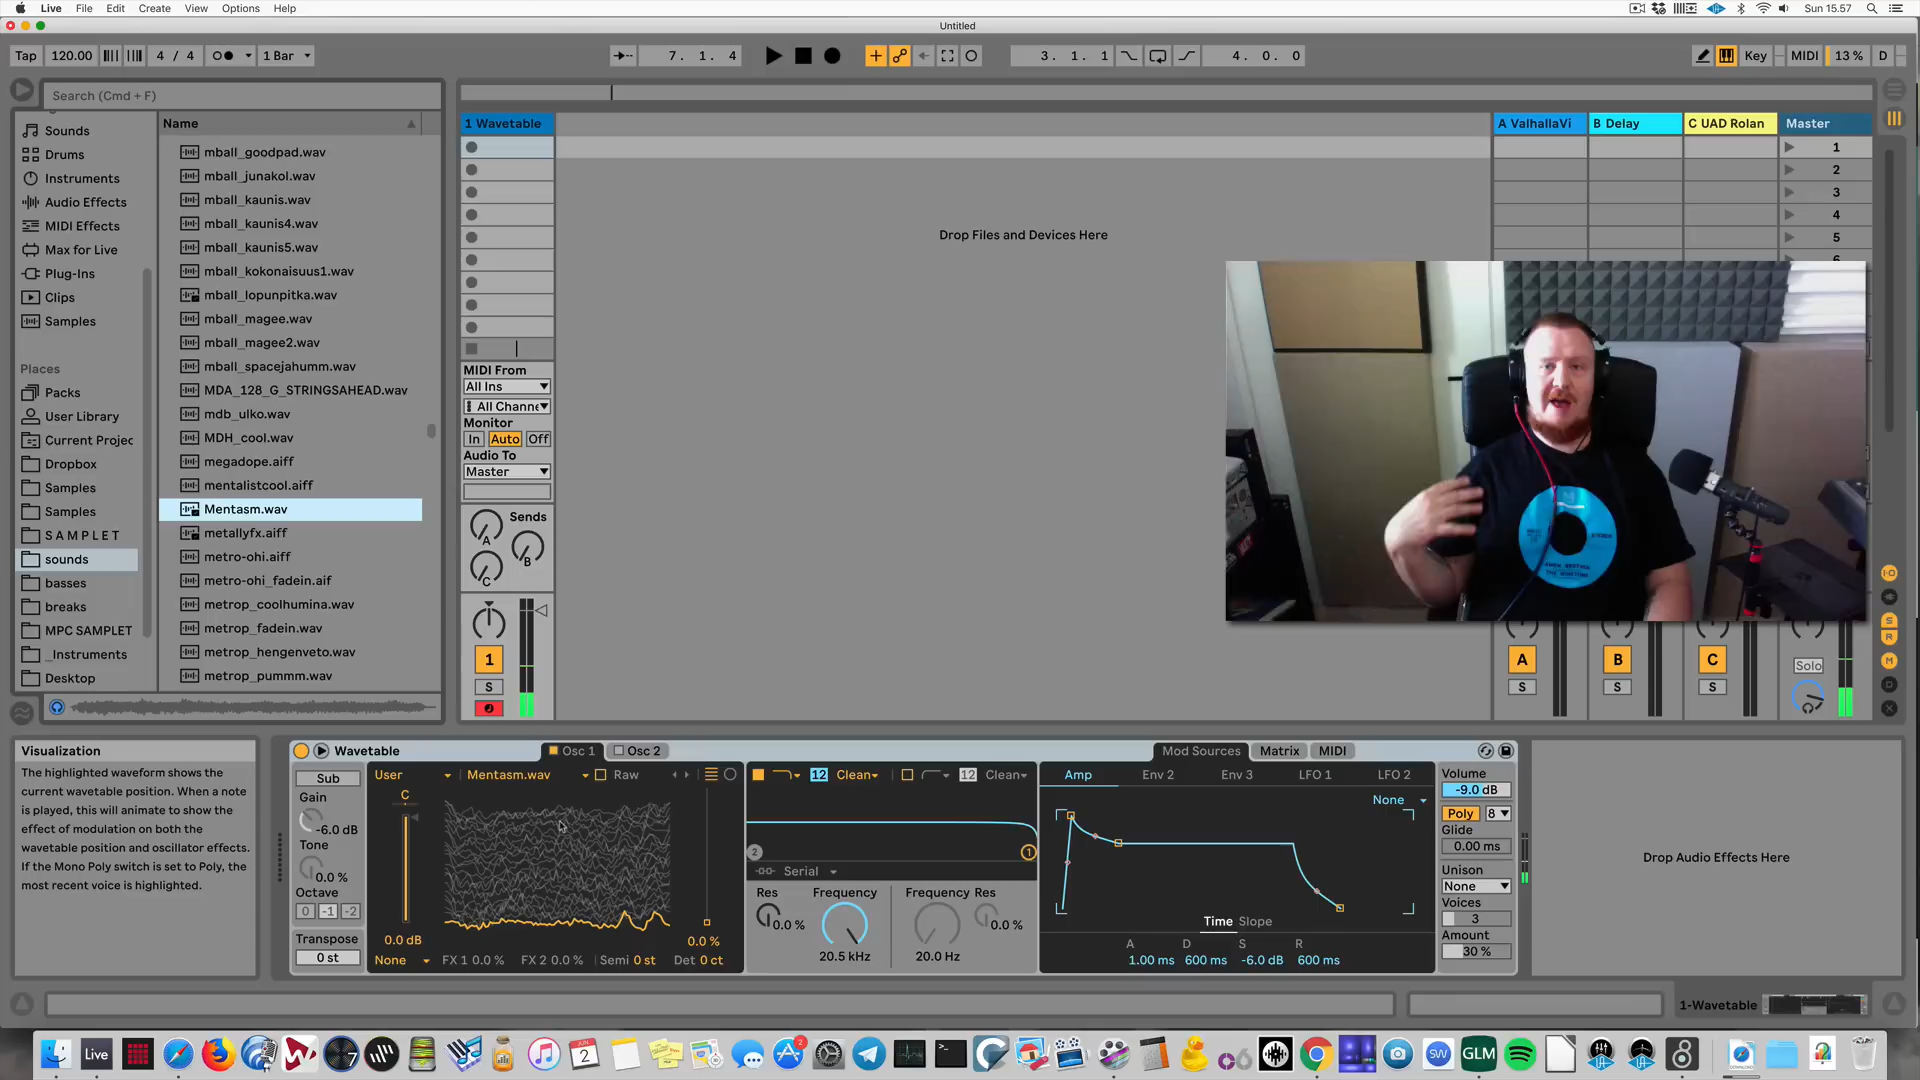 Live File Edit Create View Options Help
Sun 15.57
Untitled
Tap 120.00 4 / 4 1 Bar
7. 1. 4
3. 1. 1
4. 0. 0
Key MIDI 13 % D
Search (Cmd + F)
Sounds
Drums
Instruments
Audio Effects
MIDI Effects
Max for Live
Plug-Ins
Clips
Samples
Places
Packs
User Library
Current Projec
Dropbox
Samples
Samples
S A M P L E T
sounds
basses
breaks
MPC SAMPLET
_Instruments
Desktop
Name
mball_goodpad.wav
mball_junakol.wav
mball_kaunis.wav
mball_kaunis4.wav
mball_kaunis5.wav
mball_kokonaisuus1.wav
mball_lopunpitka.wav
mball_magee.wav
mball_magee2.wav
mball_spacejahumm.wav
MDA_128_G_STRINGSAHEAD.wav
mdb_ulko.wav
MDH_cool.wav
megadope.aiff
mentalistcool.aiff
Mentasm.wav
metallyfx.aiff
metro-ohi.aiff
metro-ohi_fadein.aif
metrop_coolhumina.wav
metrop_fadein.wav
metrop_hengenveto.wav
metrop_pummm.wav
1 Wavetable
MIDI From
All Ins
All Channe
Monitor
In Auto Off
Audio To
Master
Sends
A
B
C
1
S
Drop Files and Devices Here
A ValhallaVi B Delay C UAD Rolan Master
1
2
3
4
5
A B C Solo
S S S
Visualization
The highlighted waveform shows the
current wavetable position. When a note
is played, this will animate to show the
effect of modulation on both the
wavetable position and oscillator effects.
If the Mono Poly switch is set to Poly, the
most recent voice is highlighted.
Wavetable Osc 1 Osc 2
Sub
Gain
-6.0 dB
Tone
0.0 %
Octave
0 -1 -2
Transpose
0 st
User Mentasm.wav Raw
C
0.0 dB 0.0 %
None FX 1 0.0 % FX 2 0.0 % Semi 0 st Det 0 ct
12 Clean 12 Clean
2 1
Serial
Res Frequency Frequency Res
0.0 % 0.0 %
20.5 kHz 20.0 Hz
Mod Sources Matrix MIDI
Amp Env 2 Env 3 LFO 1 LFO 2
None
Time Slope
A D S R
1.00 ms 600 ms -6.0 dB 600 ms
Volume
-9.0 dB
Poly 8
Glide
0.00 ms
Unison
None
Voices
3
Amount
30 %
Drop Audio Effects Here
1-Wavetable
Live
7
2
2
SW
GLM